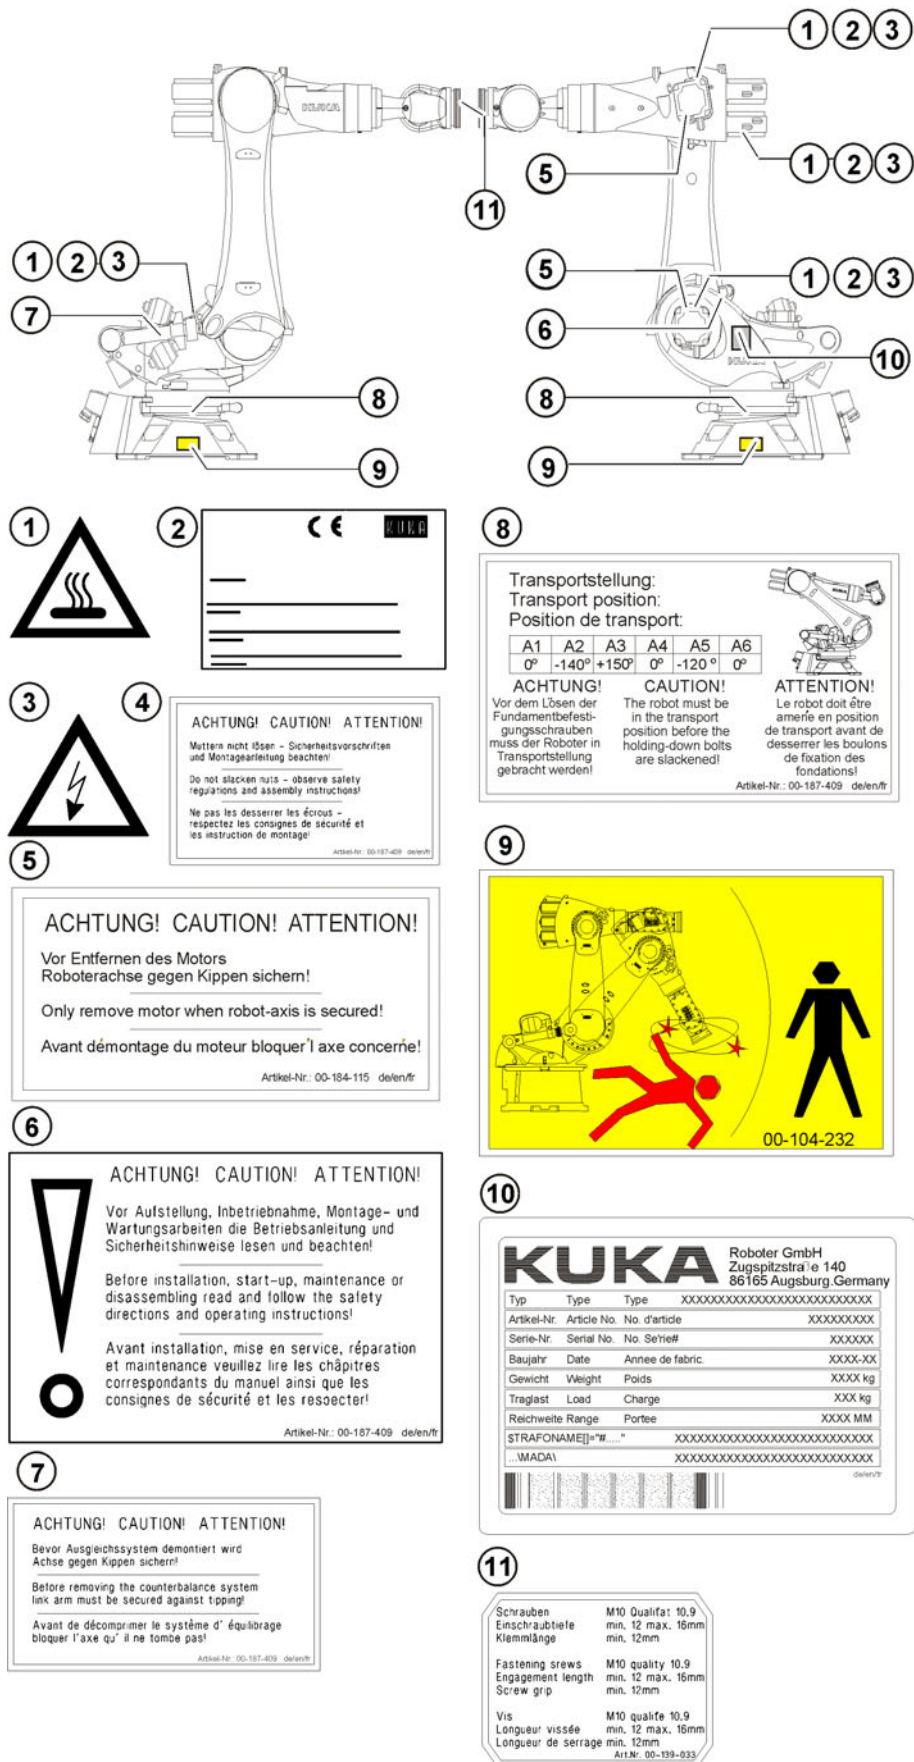 1 2 3
KUKA
5
1 2 3
11
1 2 3
5
1 2 3
7
6
KUKA
10
8
8
9
9
1
2
CE KUKA
3
4
ACHTUNG! CAUTION! ATTENTION!
Muttern nicht lösen - Sicherheitsvorschriften
und Montageanleitung beachten!
Do not slacken nuts - observe safety
regulations and assembly instructions!
Ne pas les desserrer les écrous -
respectez les consignes de sécurité et
les instruction de montage!
Artikel-Nr.: 00-187-409 de/en/fr
5
ACHTUNG! CAUTION! ATTENTION!
Vor Entfernen des Motors
Roboterachse gegen Kippen sichern!
Only remove motor when robot-axis is secured!
Avant démontage du moteur bloquer'l axe concerne!
Artikel-Nr.: 00-184-115 de/en/fr
6
ACHTUNG! CAUTION! ATTENTION!
Vor Aufstellung, Inbetriebnahme, Montage- und
Wartungsarbeiten die Betriebsanleitung und
Sicherheitshinweise lesen und beachten!
Before installation, start-up, maintenance or
disassembling read and follow the safety
directions and operating instructions!
Avant installation, mise en service, réparation
et maintenance veuillez lire les châpitres
correspondants du manuel ainsi que les
consignes de sécurité et les respecter!
Artikel-Nr.: 00-187-409 de/en/fr
7
ACHTUNG! CAUTION! ATTENTION!
Bevor Ausgleichssystem demontiert wird
Achse gegen Kippen sichern!
Before removing the counterbalance system
link arm must be secured against tipping!
Avant de décomprimer le système d' équilibrage
bloquer l'axe qu' il ne tombe pas!
Artikel-Nr.: 00-187-409 de/en/fr
8
Transportstellung:
Transport position:
Position de transport:
A1 A2 A3 A4 A5 A6
0° -140° +150° 0° -120 ° 0°
ACHTUNG!
Vor dem Lösen der
Fundamentbefesti-
gungsschrauben
muss der Roboter in
Transportstellung
gebracht werden!
CAUTION!
The robot must be
in the transport
position before the
holding-down bolts
are slackened!
ATTENTION!
Le robot doit être
amerie en position
de transport avant de
desserrer les boulons
de fixation des
fondations!
Artikel-Nr.: 00-187-409 de/en/fr
9
00-104-232
10
KUKA
Roboter GmbH
Zugspitzstra e 140
86165 Augsburg.Germany
Typ Type Type XXXXXXXXXXXXXXXXXXXXXXXXXX
Artikel-Nr. Article No. No. d'article XXXXXXXXX
Serie-Nr. Serial No. No. Se'rie# XXXXXX
Baujahr Date Annee de fabric. XXXX-XX
Gewicht Weight Poids XXXX kg
Traglast Load Charge XXX kg
Reichweite Range Portee XXXX MM
$TRAFONAME[]="#....." XXXXXXXXXXXXXXXXXXXXXXXXXXX
...\MADA\ XXXXXXXXXXXXXXXXXXXXXXXXXXX
de/en/fr
11
Schrauben M10 Qualifat 10.9
Einschraubtiefe min. 12 max. 16mm
Klemmlänge min. 12mm
Fastening srews M10 quality 10.9
Engagement length min. 12 max. 16mm
Screw grip min. 12mm
Vis M10 qualife 10.9
Longueur vissée min. 12 max. 16mm
Longueur de serrage min. 12mm
Art.Nr. 00-139-033